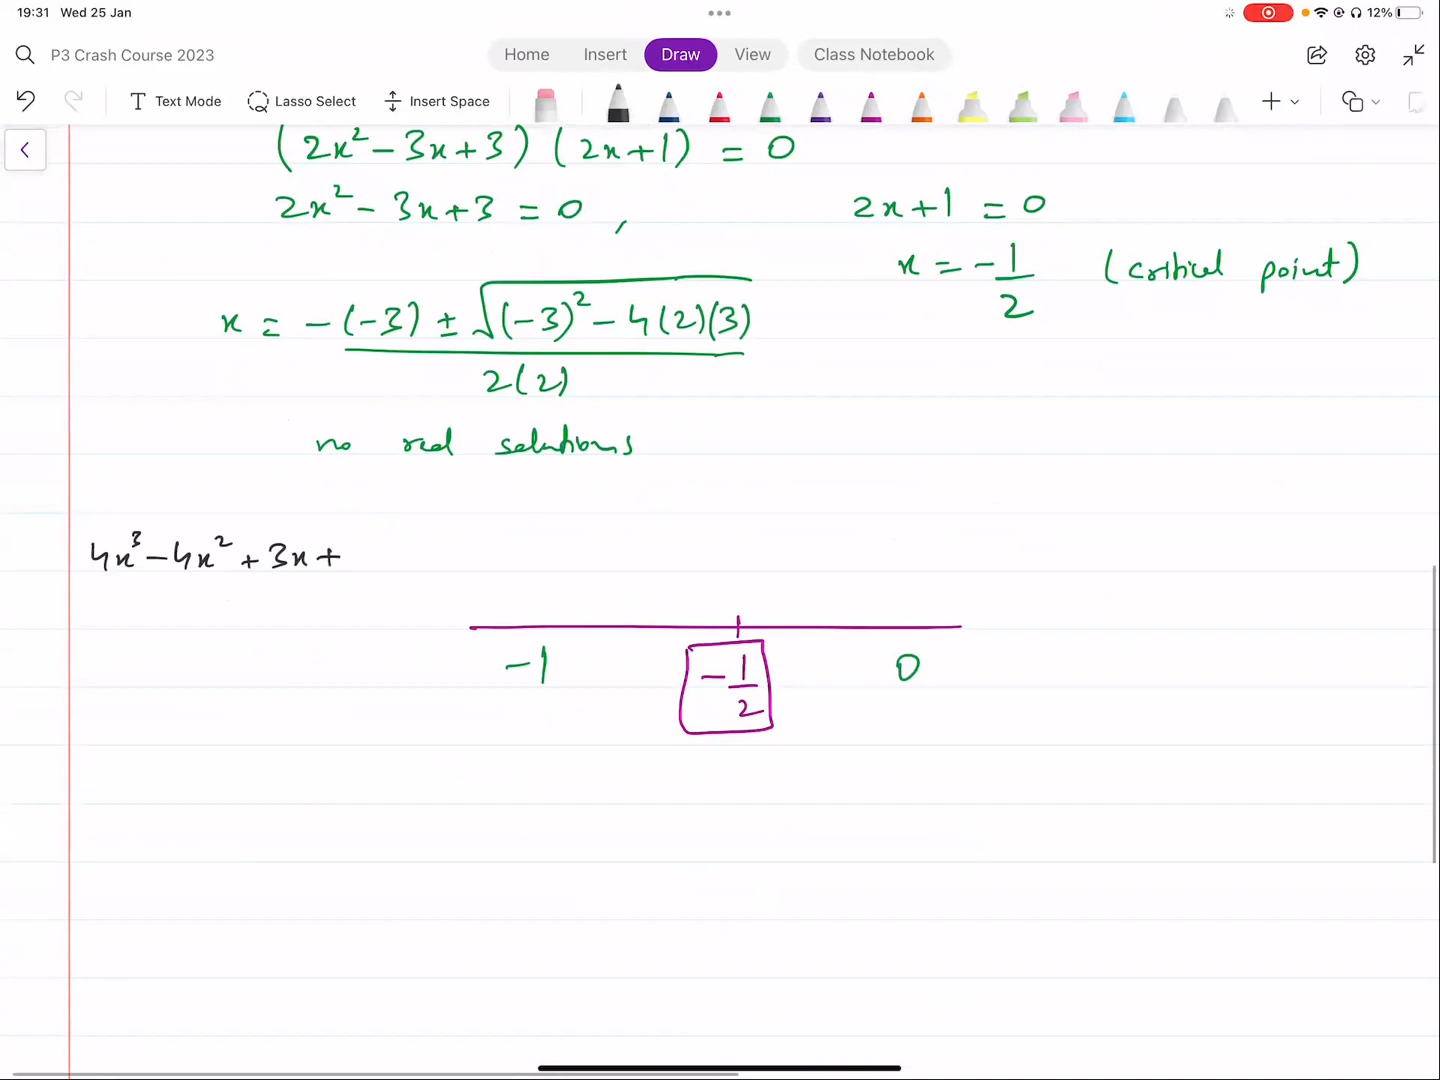 19:31 Wed 25 Jan
12%
P3 Crash Course 2023
Home Insert Draw View Class Notebook
T Text Mode Lasso Select Insert Space
(2x² - 3x + 3) (2x + 1) = 0
2x² - 3x + 3 = 0 , 2x + 1 = 0
x = -1/2 (critical point)
x = -(-3) ± √((-3)² - 4(2)(3))
2(2)
no real solutions
4x³ - 4x² + 3x +
-1 -1/2 0